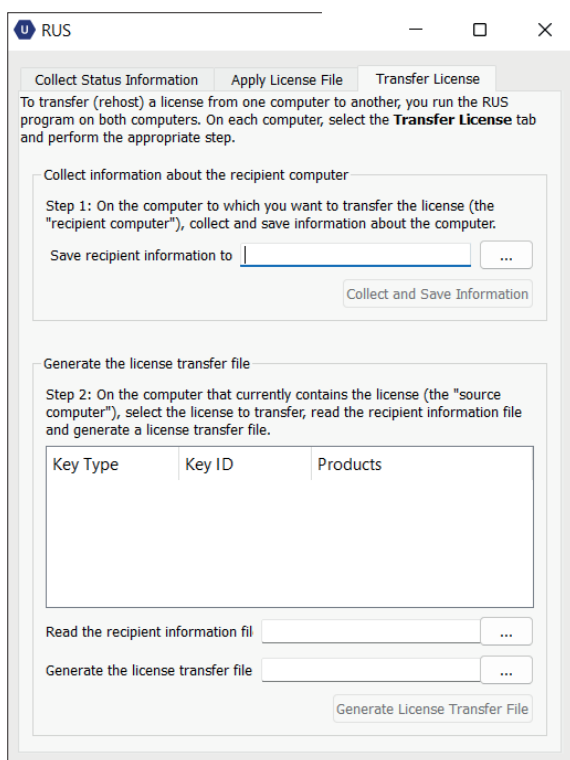 U RUS
Collect Status Information Apply License File Transfer License
To transfer (rehost) a license from one computer to another, you run the RUS
program on both computers. On each computer, select the Transfer License tab
and perform the appropriate step.
Collect information about the recipient computer
Step 1: On the computer to which you want to transfer the license (the
"recipient computer"), collect and save information about the computer.
Save recipient information to ...
Collect and Save Information
Generate the license transfer file
Step 2: On the computer that currently contains the license (the "source
computer"), select the license to transfer, read the recipient information file
and generate a license transfer file.
Key Type Key ID Products
Read the recipient information fil ...
Generate the license transfer file ...
Generate License Transfer File